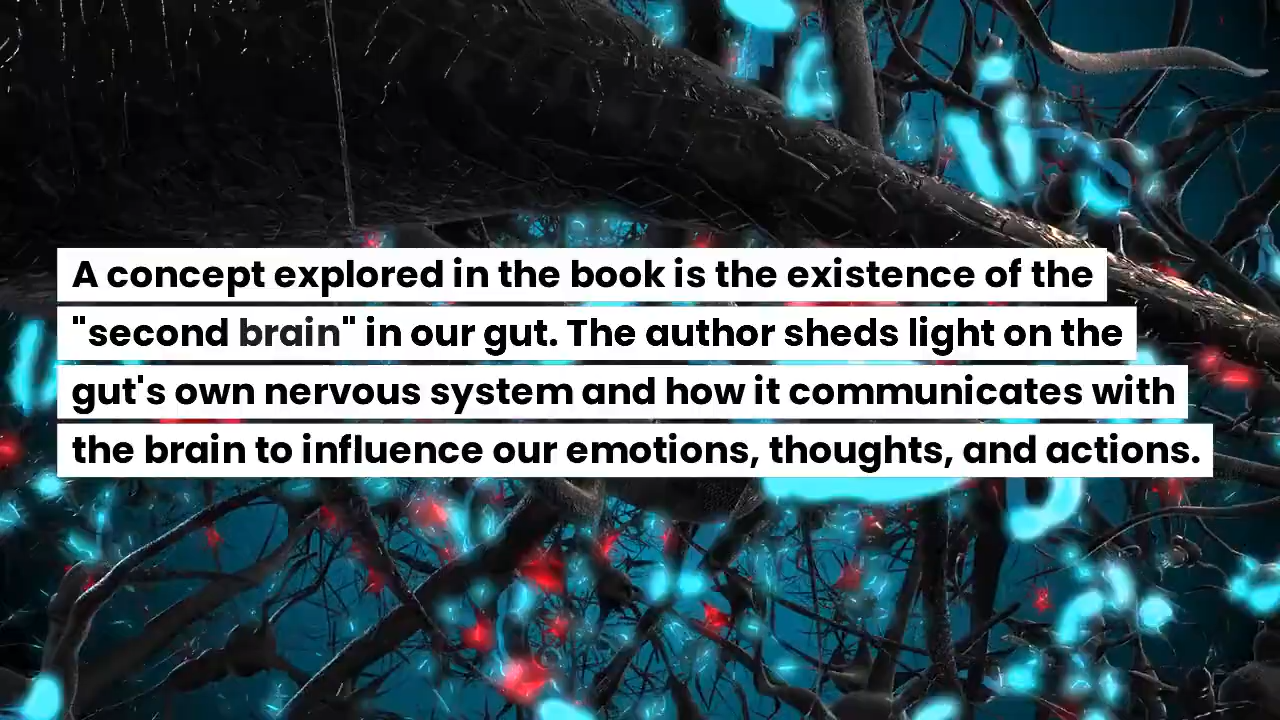 A concept explored in the book is the existence of the
"second brain" in our gut. The author sheds light on the
gut's own nervous system and how it communicates with
the brain to influence our emotions, thoughts, and actions.